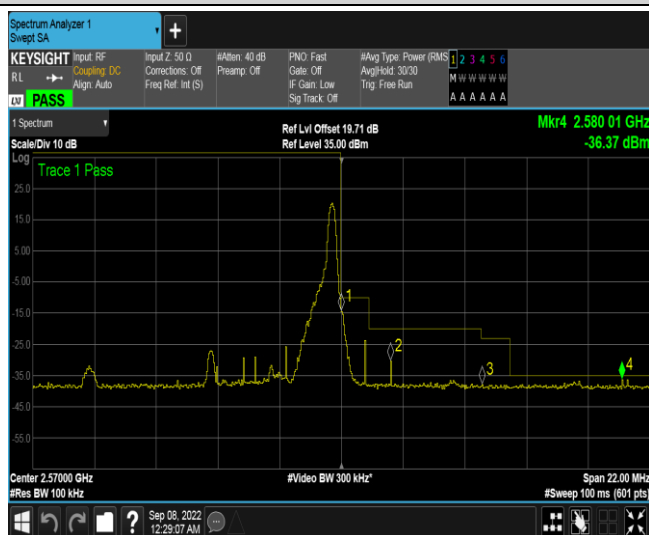 Spectrum Analyzer 1
Swept SA
+
KEYSIGHT
RL
LXI PASS
Input: RF
Coupling: DC
Align: Auto
Input Z: 50 Ω
Corrections: Off
Freq Ref: Int (S)
#Atten: 40 dB
Preamp: Off
PNO: Fast
Gate: Off
IF Gain: Low
Sig Track: Off
#Avg Type: Power (RMS
Avg|Hold: 30/30
Trig: Free Run
1 2 3 4 5 6
M W W W W W
A A A A A A
1 Spectrum
Scale/Div 10 dB
Ref Lvl Offset 19.71 dB
Ref Level 35.00 dBm
Mkr4 2.580 01 GHz
-36.37 dBm
Log
Trace 1 Pass
25.0
15.0
5.00
-5.00
-15.0
-25.0
-35.0
-45.0
-55.0
1
2
3
4
Center 2.57000 GHz
#Res BW 100 kHz
#Video BW 300 kHz*
Span 22.00 MHz
#Sweep 100 ms (601 pts)
?
Sep 08, 2022
12:29:07 AM